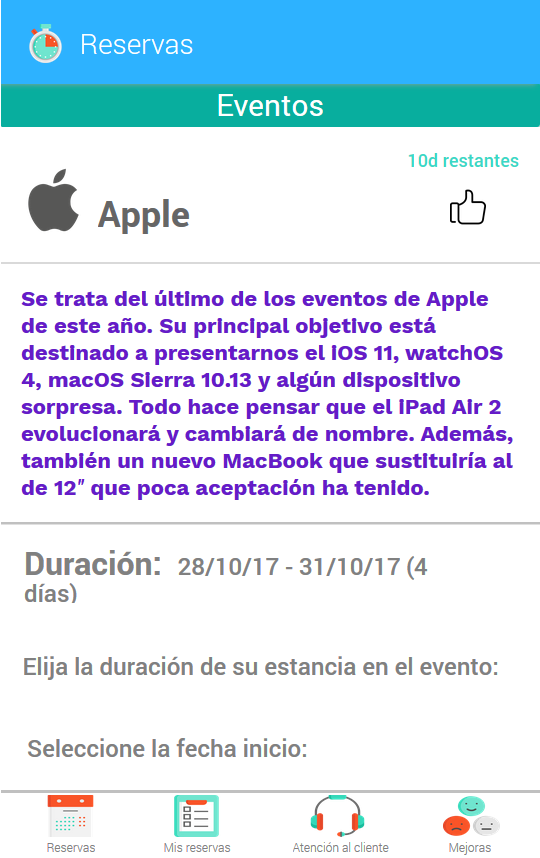 Reservas
Eventos
10d restantes
Apple
Se trata del último de los eventos de Apple
de este año. Su principal objetivo está
destinado a presentarnos el iOS 11, watchOS
4, macOS Sierra 10.13 y algún dispositivo
sorpresa. Todo hace pensar que el iPad Air 2
evolucionará y cambiará de nombre. Además,
también un nuevo MacBook que sustituiría al
de 12″ que poca aceptación ha tenido.
Duración: 28/10/17 - 31/10/17 (4
días)
Elija la duración de su estancia en el evento:
Seleccione la fecha inicio:
Reservas Mis reservas Atención al cliente Mejoras